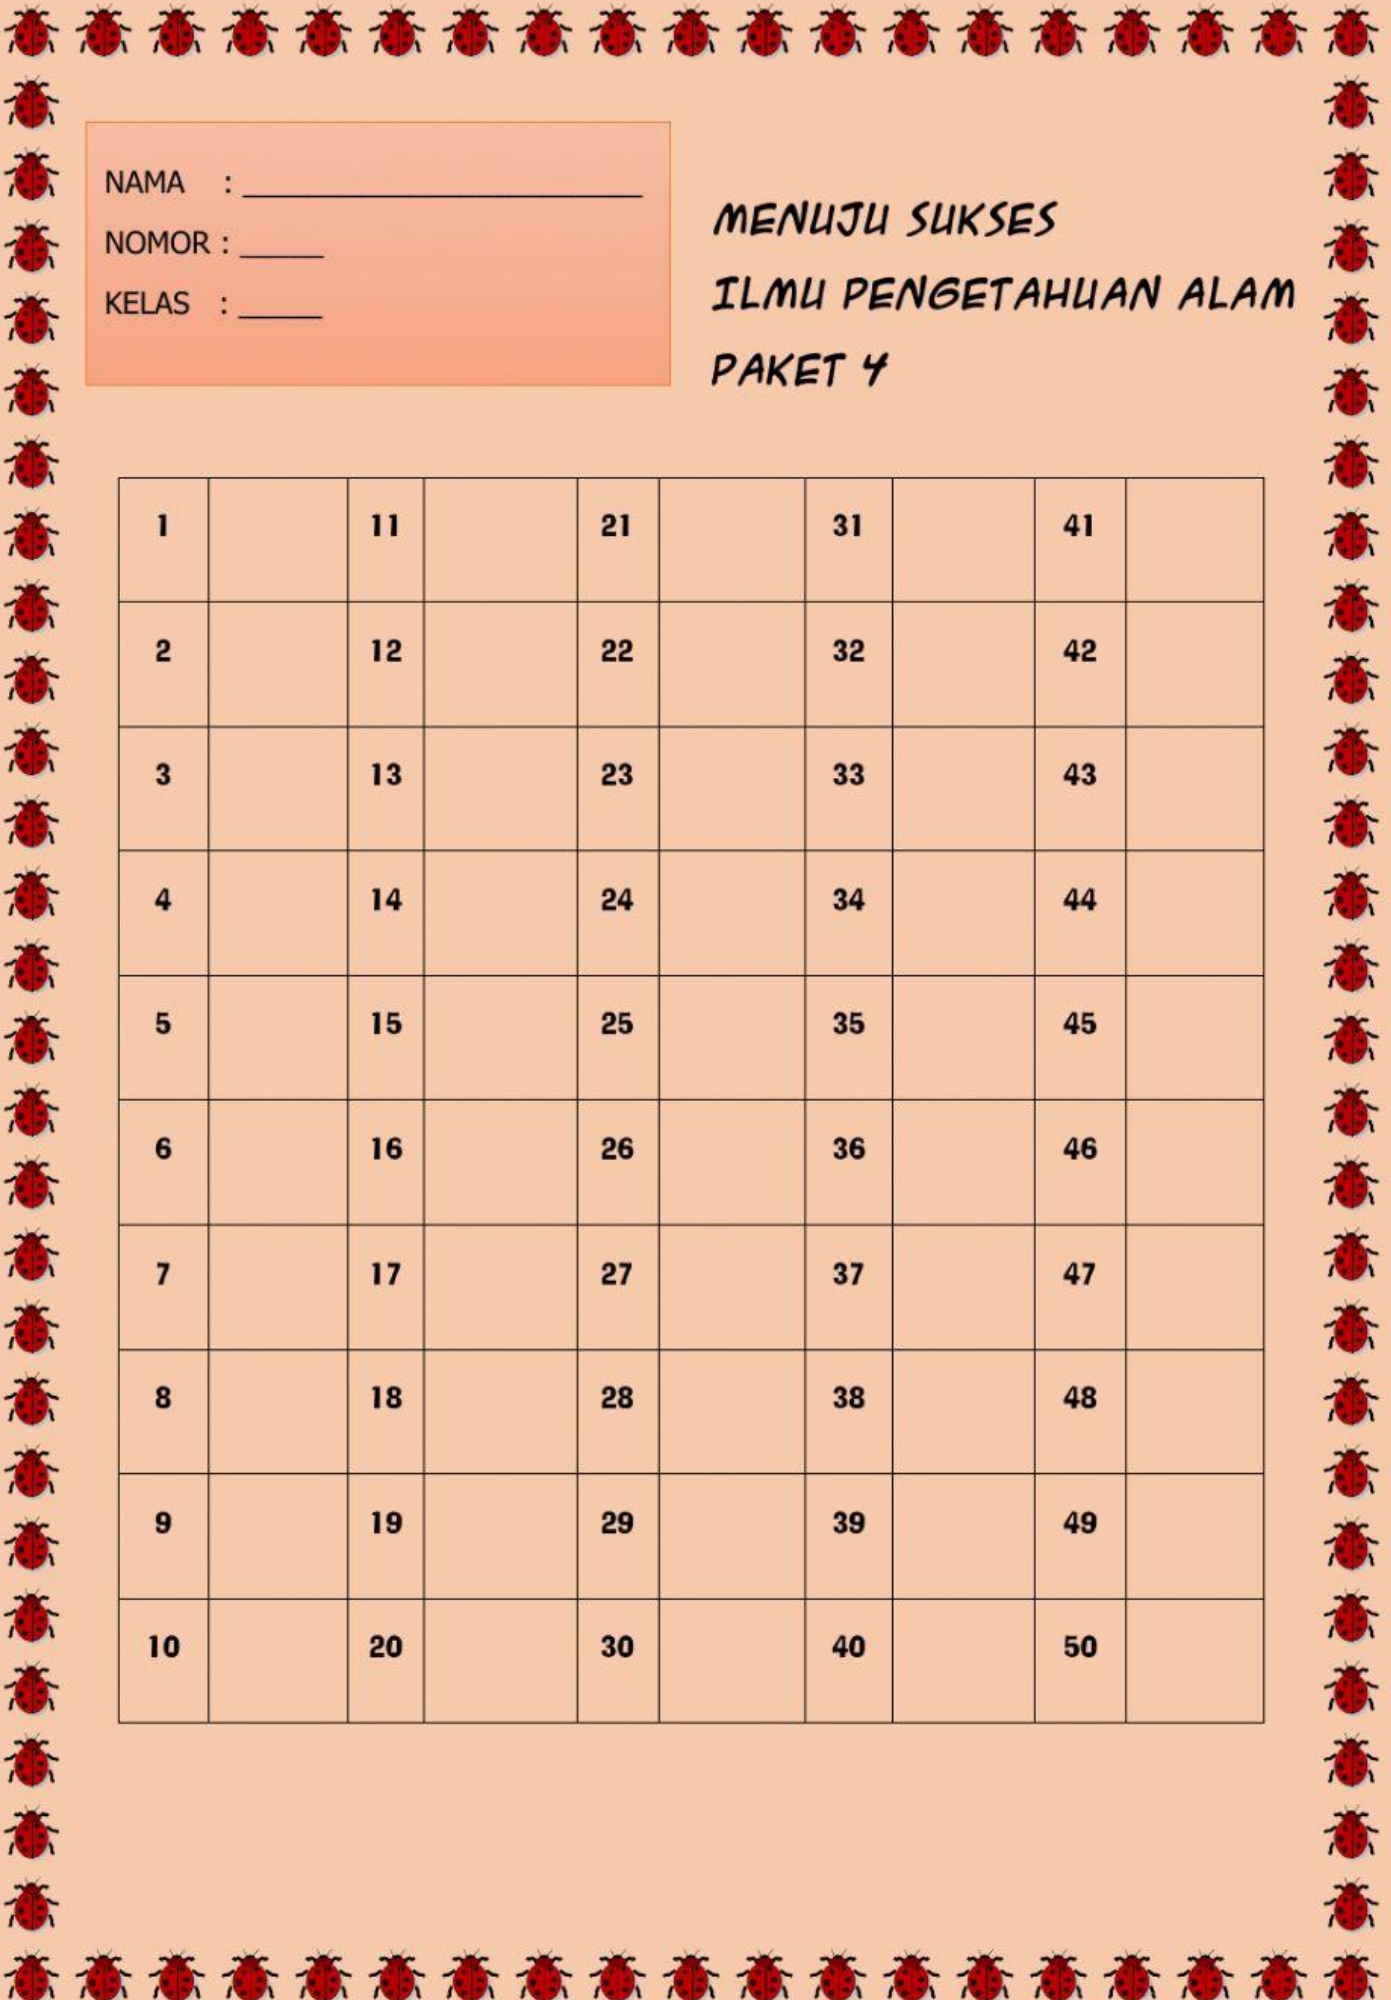 NAMA : ____________________________
NOMOR : ______
KELAS : ______
MENUJU SUKSES
ILMU PENGETAHUAN ALAM
PAKET 4
1 11 21 31 41
2 12 22 32 42
3 13 23 33 43
4 14 24 34 44
5 15 25 35 45
6 16 26 36 46
7 17 27 37 47
8 18 28 38 48
9 19 29 39 49
10 20 30 40 50